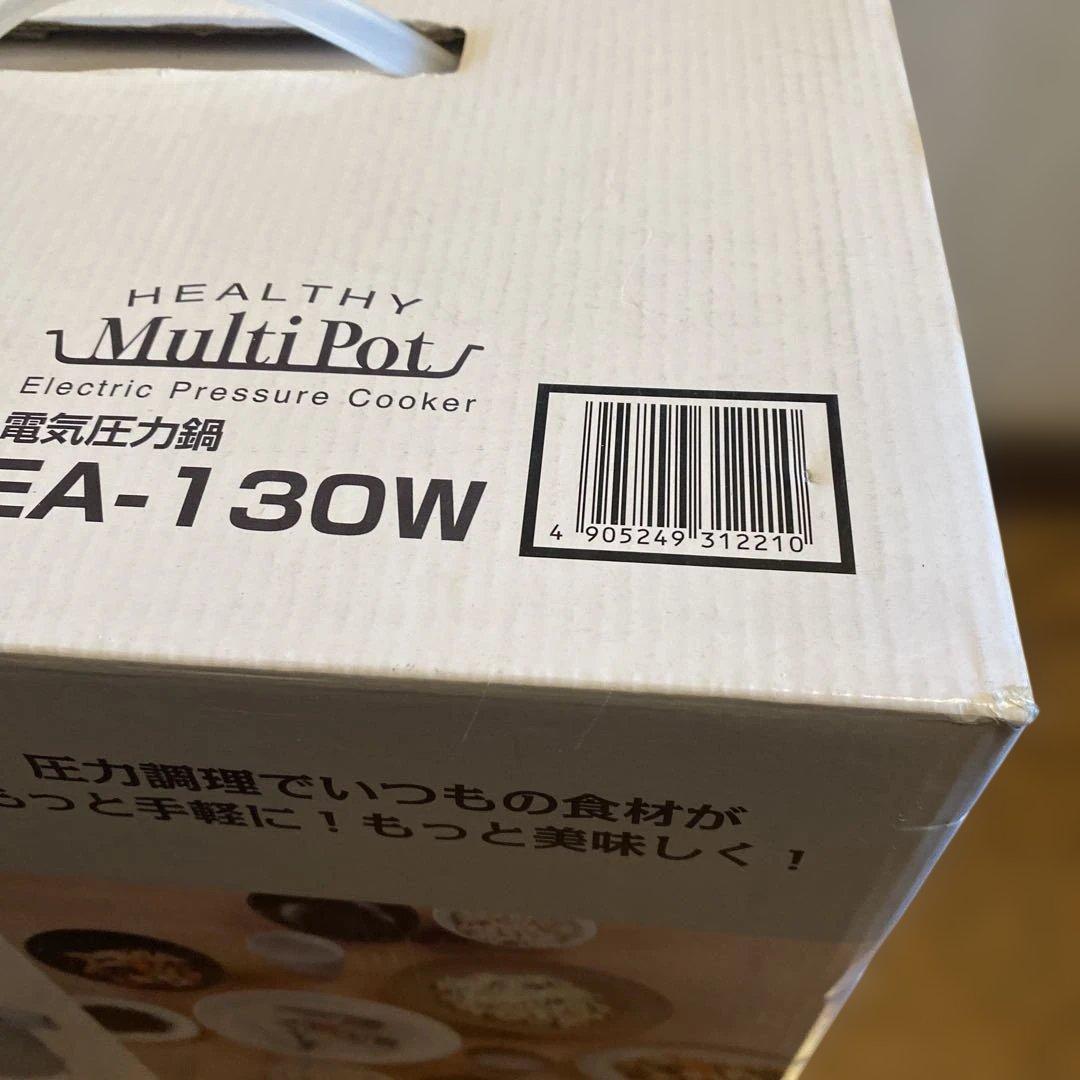 HEALTHY
Multi Pot
Electric Pressure Cooker
電気圧力鍋
EA-130W
4 905249 312210
圧力調理でいつもの食材が
もっと手軽に！もっと美味しく！